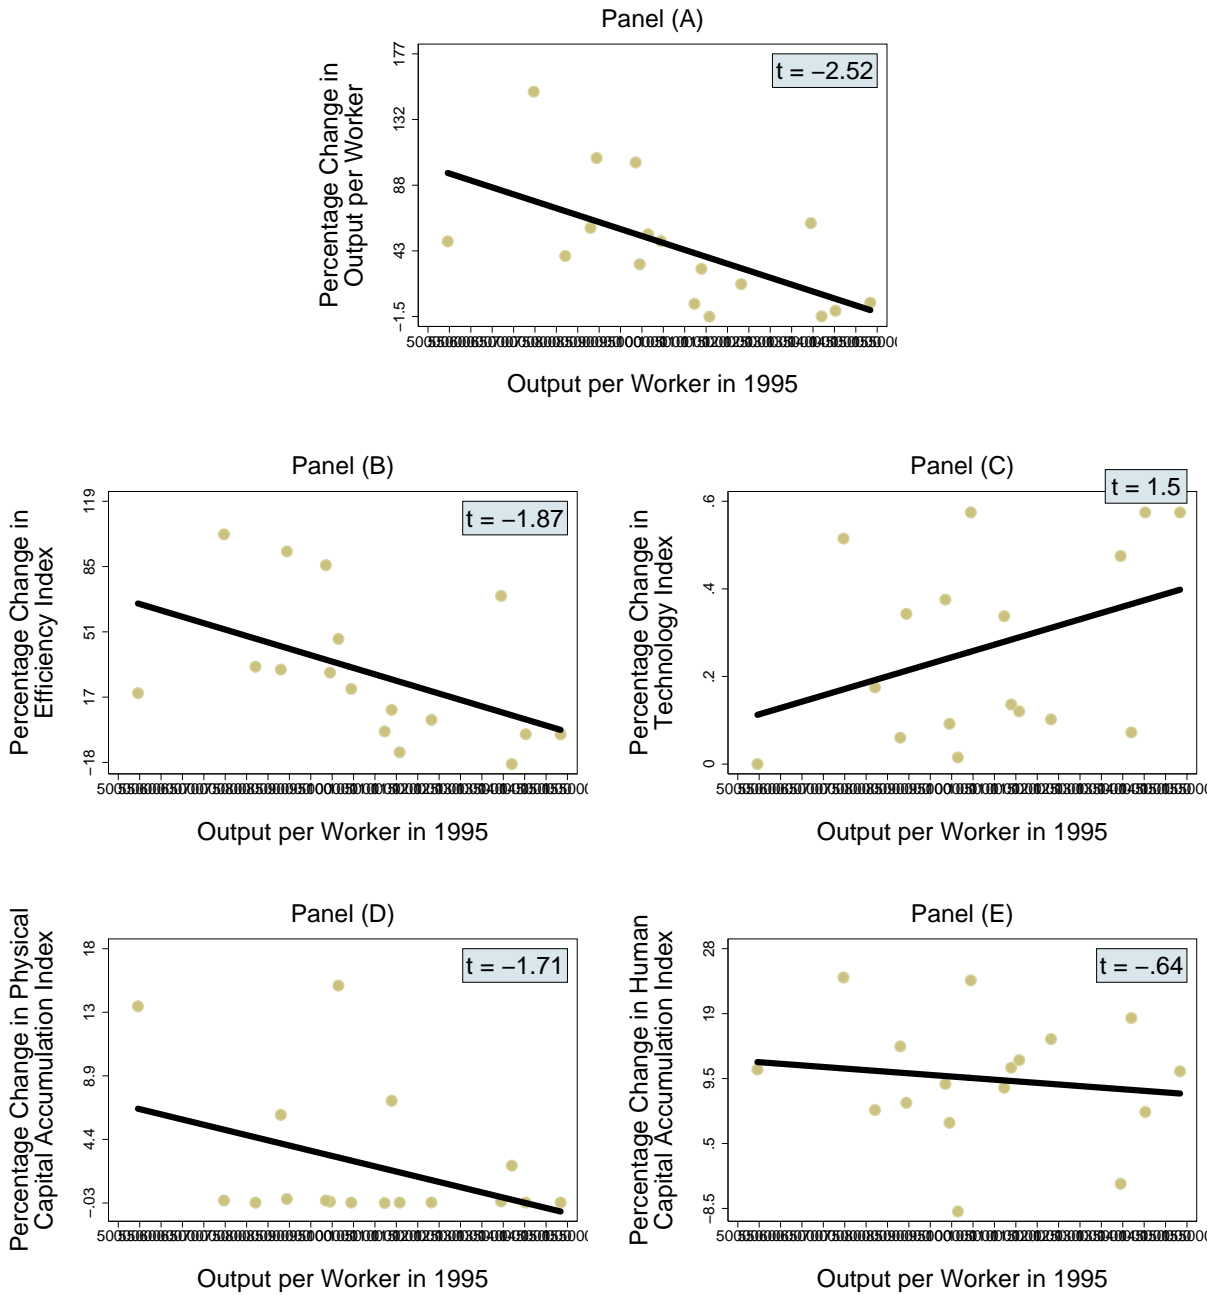 Panel (A)
t = −2.52
Percentage Change in
Output per Worker
177
132
88
43
−1.5
Output per Worker in 1995
Panel (B)
t = −1.87
Percentage Change in
Efficiency Index
119
85
51
17
−18
Output per Worker in 1995
Panel (C)
t = 1.5
Percentage Change in
Technology Index
.6
.4
.2
0
Output per Worker in 1995
Panel (D)
t = −1.71
Percentage Change in Physical
Capital Accumulation Index
18
13
8.9
4.4
−.03
Output per Worker in 1995
Panel (E)
t = −.64
Percentage Change in Human
Capital Accumulation Index
28
19
9.5
.5
−8.5
Output per Worker in 1995